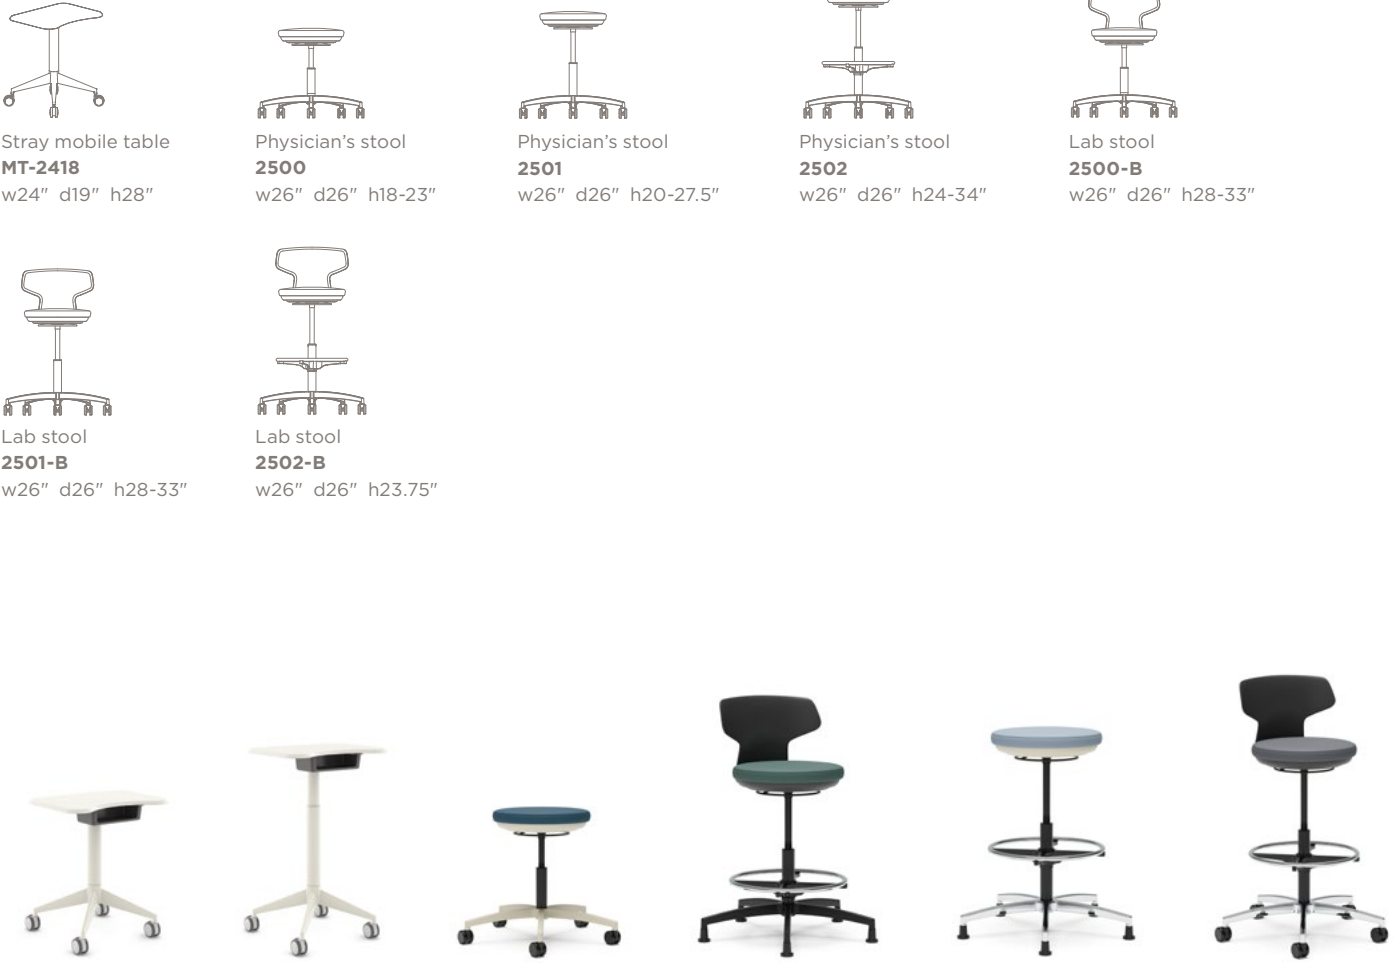 Stray mobile table
MT-2418
w24" d19" h28"
Physician's stool
2500
w26" d26" h18-23"
Physician's stool
2501
w26" d26" h20-27.5"
Physician's stool
2502
w26" d26" h24-34"
Lab stool
2500-B
w26" d26" h28-33"
Lab stool
2501-B
w26" d26" h28-33"
Lab stool
2502-B
w26" d26" h23.75"